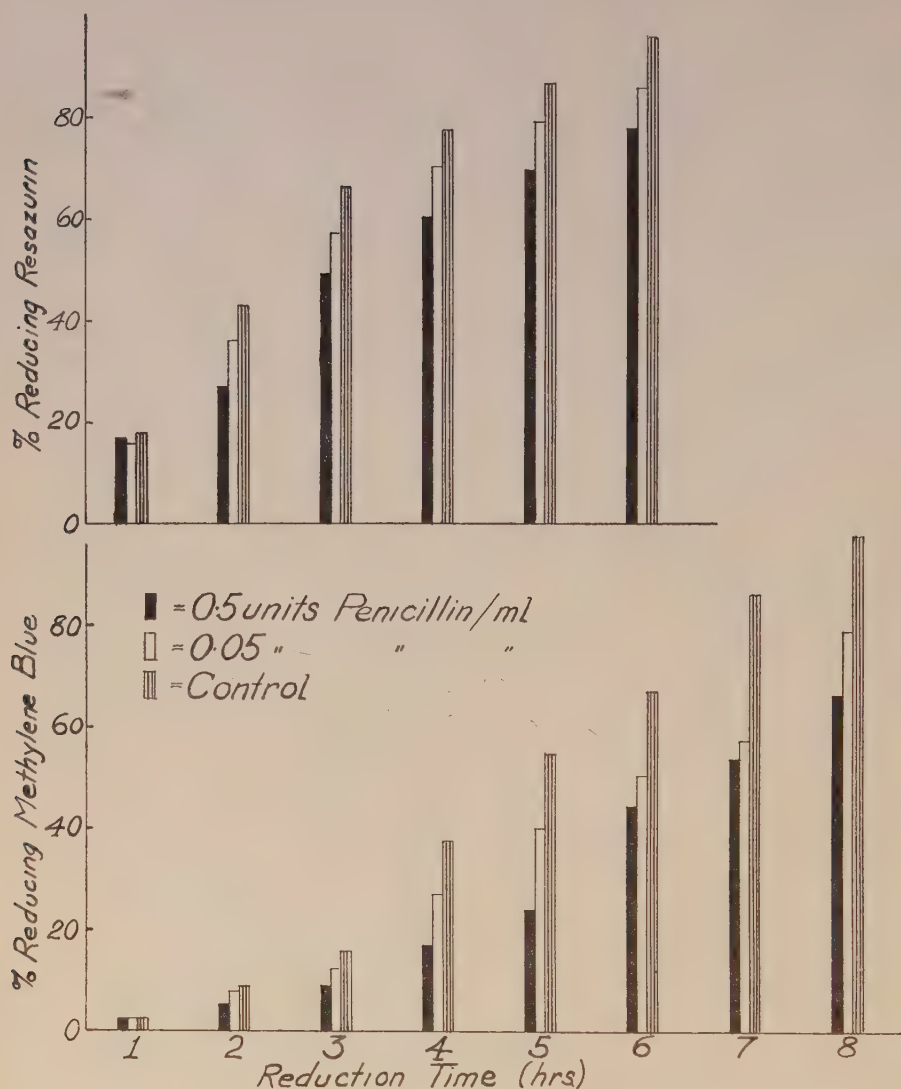 % Reducing Resazurin
80
60
40
20
0
% Reducing Methylene Blue
80
60
40
20
0
= 0·5 units Penicillin/ml
= 0·05 " " "
= Control
1 2 3 4 5 6 7 8
Reduction Time (hrs)